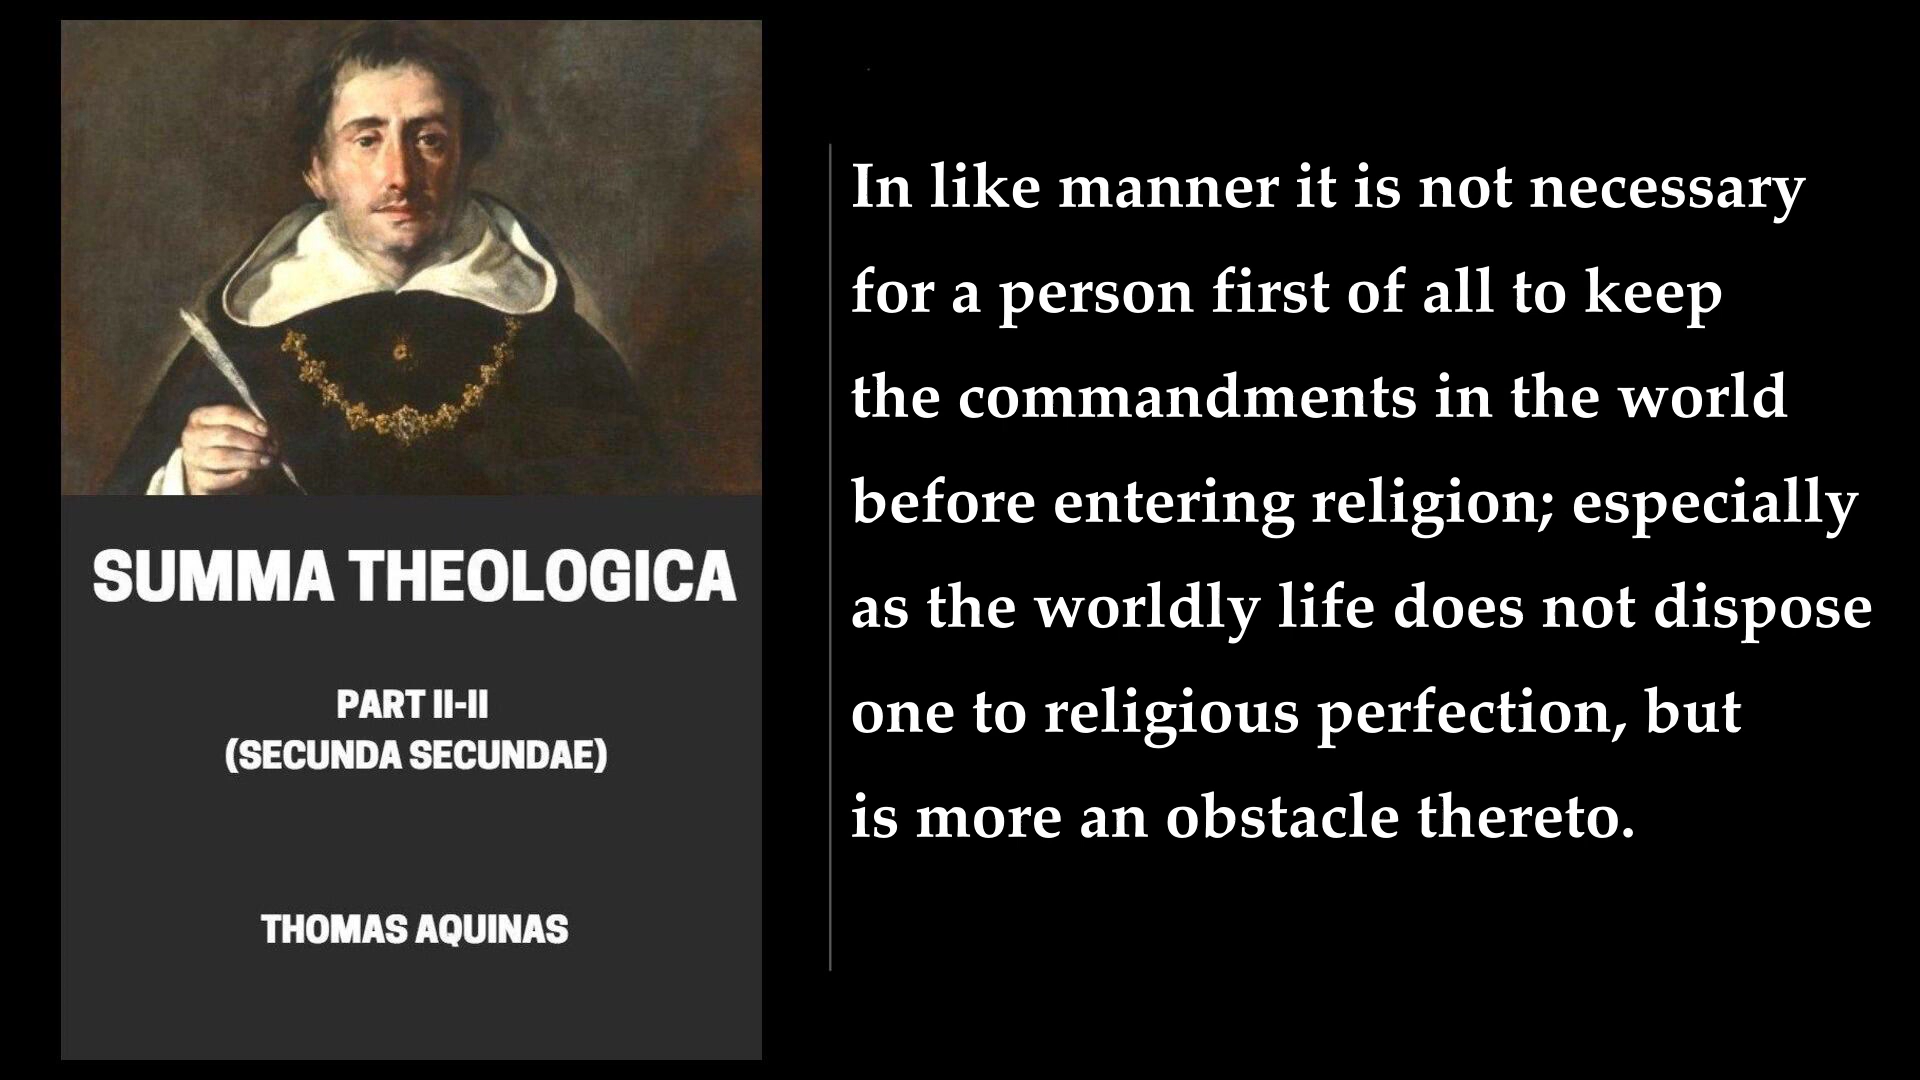 SUMMA THEOLOGICA
PART II-II
(SECUNDA SECUNDAE)
THOMAS AQUINAS
In like manner it is not necessary
for a person first of all to keep
the commandments in the world
before entering religion; especially
as the worldly life does not dispose
one to religious perfection, but
is more an obstacle thereto.